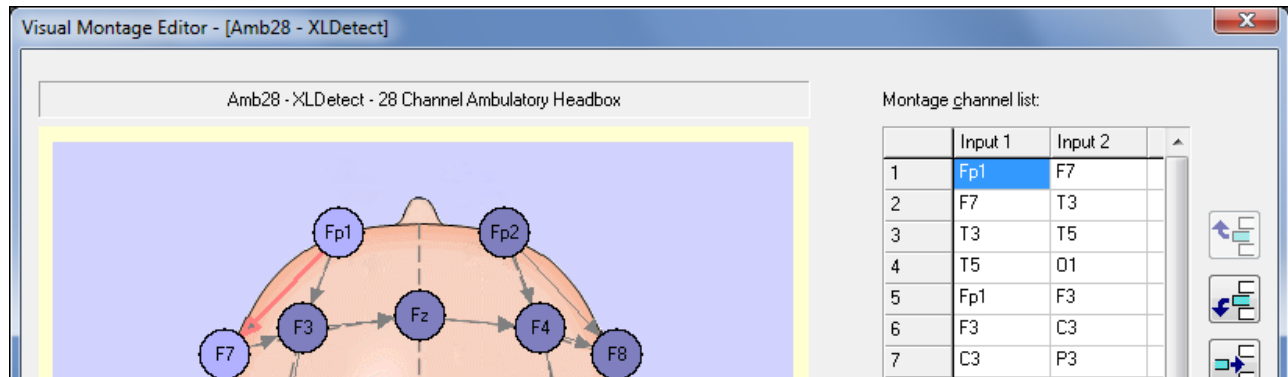 Visual Montage Editor - [Amb28 - XLDetect]
x
Amb28 - XLDetect - 28 Channel Ambulatory Headbox
Fp1
Fp2
F3
Fz
F4
F7
F8
Montage channel list:
Input 1 Input 2
1 Fp1 F7
2 F7 T3
3 T3 T5
4 T5 O1
5 Fp1 F3
6 F3 C3
7 C3 P3